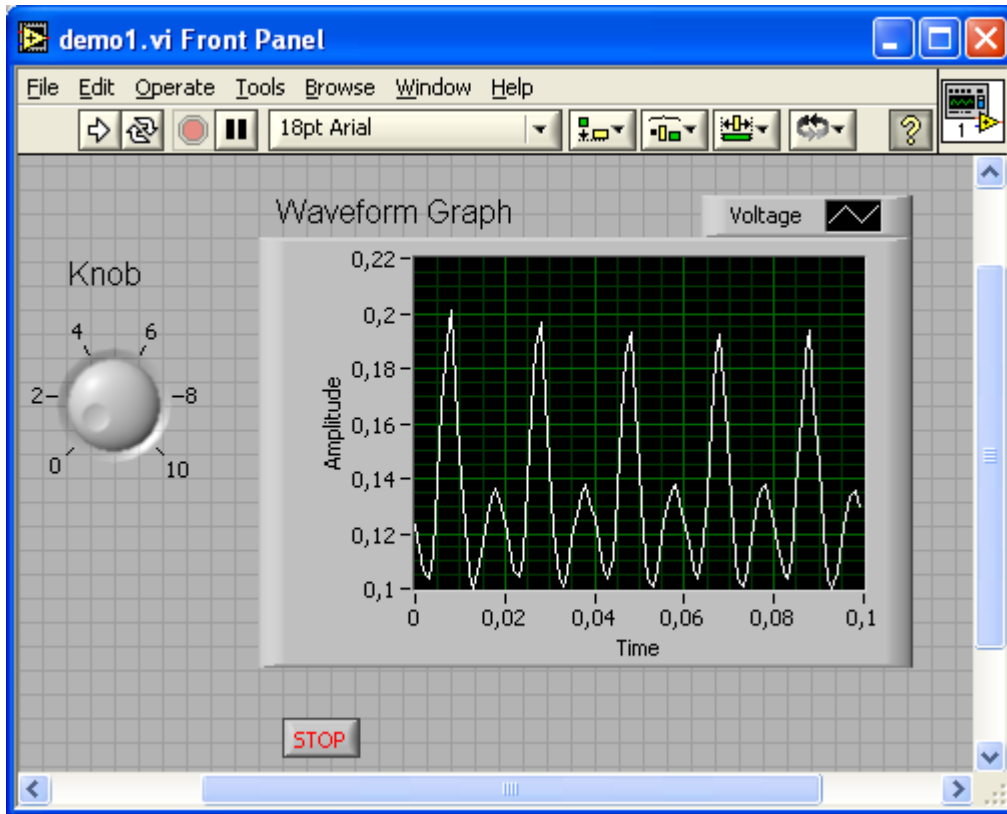 demo1.vi Front Panel
File Edit Operate Tools Browse Window Help
18pt Arial
?
1
Waveform Graph
Voltage
Knob
4 6
2 8
0 10
Amplitude
0,22
0,2
0,18
0,16
0,14
0,12
0,1
0 0,02 0,04 0,06 0,08 0,1
Time
STOP